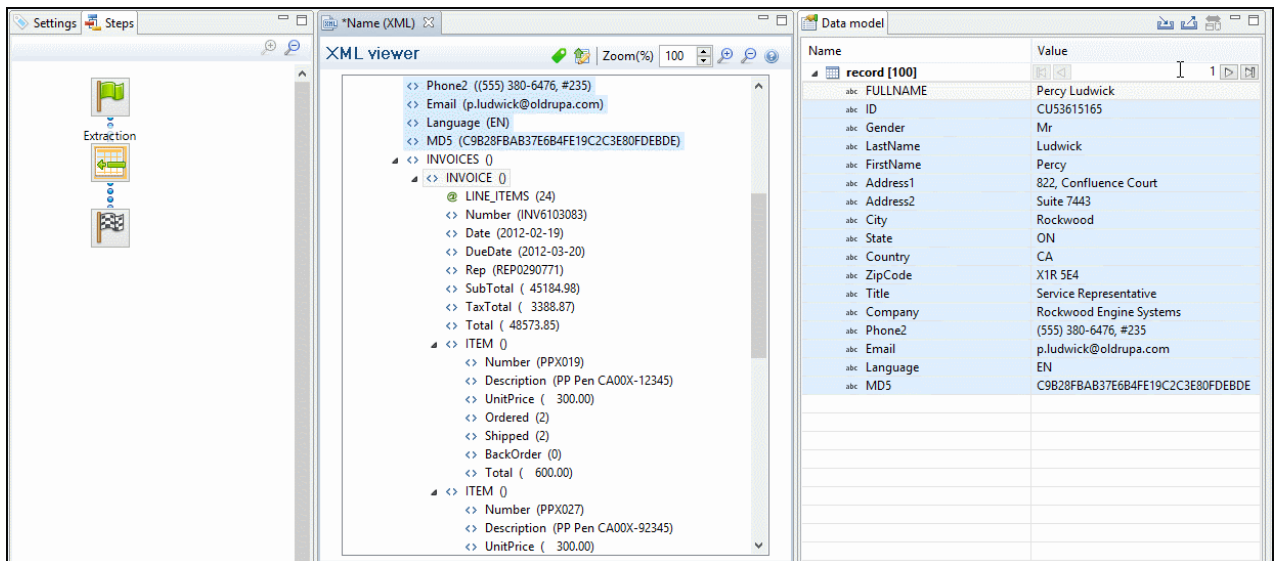 Settings
Steps
Extraction
*Name (XML)
XML viewer
Zoom(%) 100
<> Phone2 ((555) 380-6476, #235)
<> Email (p.ludwick@oldrupa.com)
<> Language (EN)
<> MD5 (C9B28FBAB37E6B4FE19C2C3E80FDEBDE)
<> INVOICES ()
<> INVOICE ()
@ LINE_ITEMS (24)
<> Number (INV6103083)
<> Date (2012-02-19)
<> DueDate (2012-03-20)
<> Rep (REP0290771)
<> SubTotal ( 45184.98)
<> TaxTotal ( 3388.87)
<> Total ( 48573.85)
<> ITEM ()
<> Number (PPX019)
<> Description (PP Pen CA00X-12345)
<> UnitPrice ( 300.00)
<> Ordered (2)
<> Shipped (2)
<> BackOrder (0)
<> Total ( 600.00)
<> ITEM ()
<> Number (PPX027)
<> Description (PP Pen CA00X-92345)
<> UnitPrice ( 300.00)
Data model
Name Value
record [100] 1
abc FULLNAME Percy Ludwick
abc ID CU53615165
abc Gender Mr
abc LastName Ludwick
abc FirstName Percy
abc Address1 822, Confluence Court
abc Address2 Suite 7443
abc City Rockwood
abc State ON
abc Country CA
abc ZipCode X1R 5E4
abc Title Service Representative
abc Company Rockwood Engine Systems
abc Phone2 (555) 380-6476, #235
abc Email p.ludwick@oldrupa.com
abc Language EN
abc MD5 C9B28FBAB37E6B4FE19C2C3E80FDEBDE